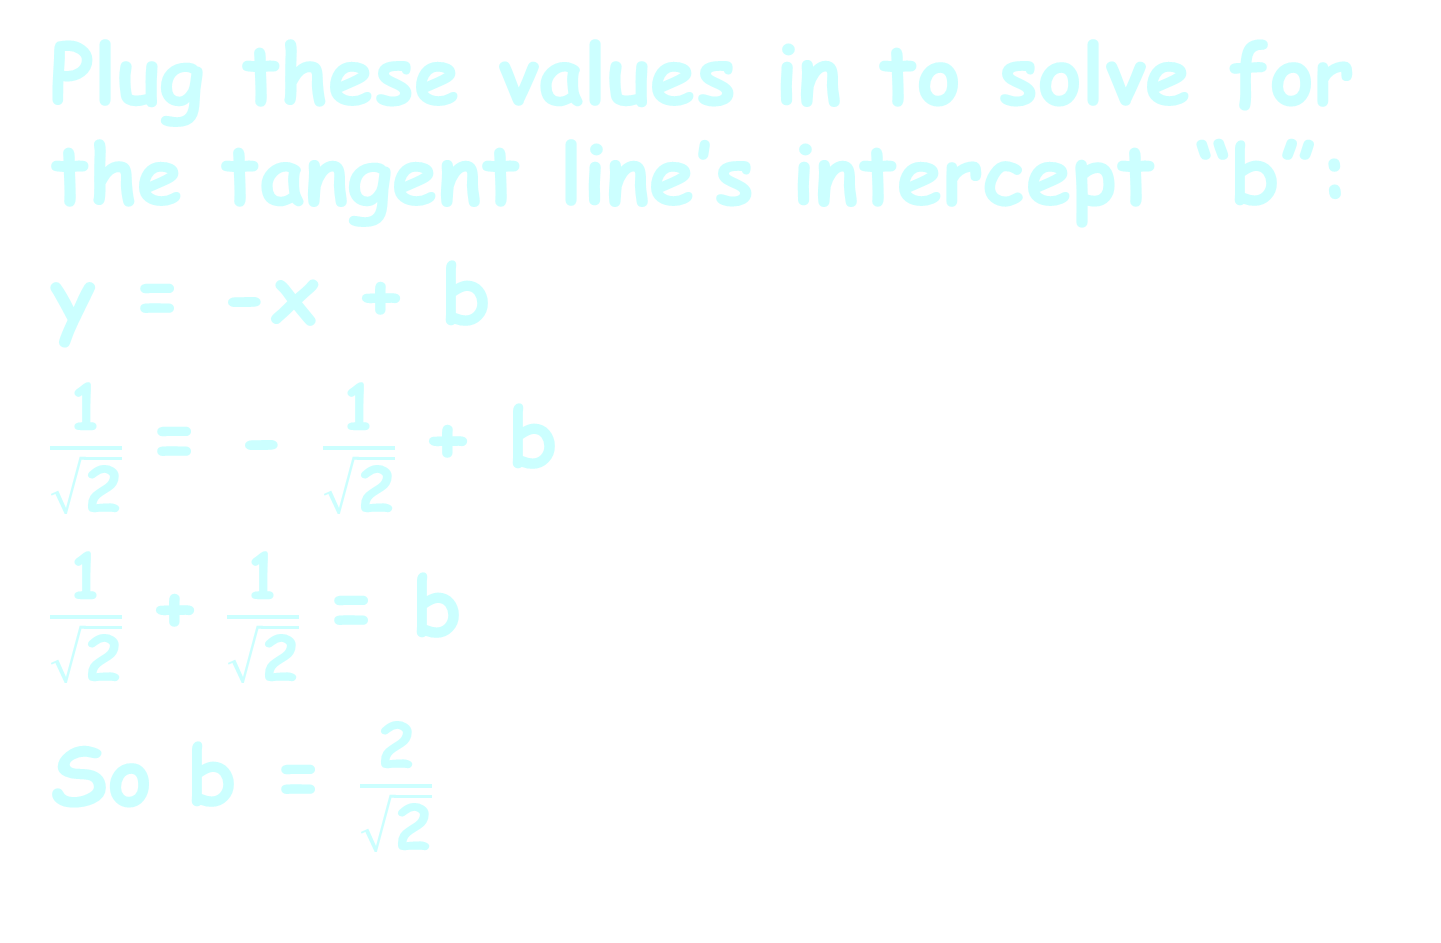 Plug these values in to solve for
the tangent line’s intercept “b”:
y = -x + b
1/√2 = - 1/√2 + b
1/√2 + 1/√2 = b
So b = 2/√2